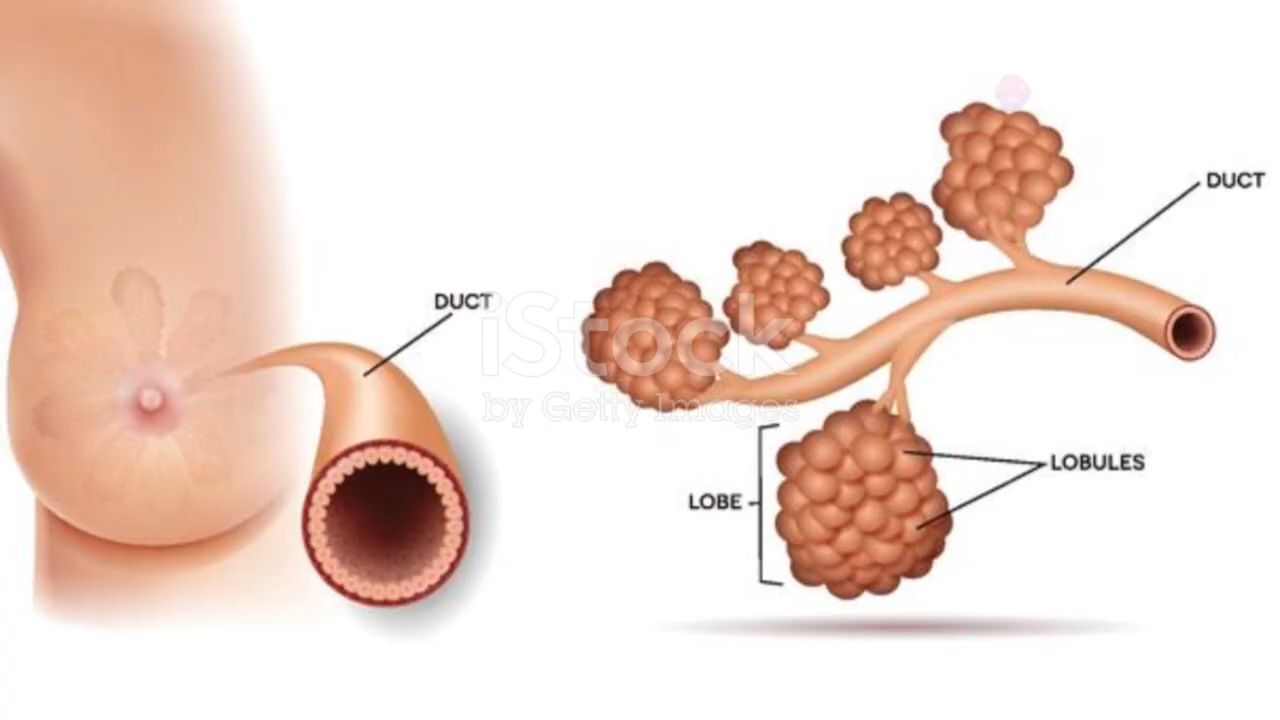 DUCT
iStock
by Getty Images
DUCT
LOBULES
LOBE